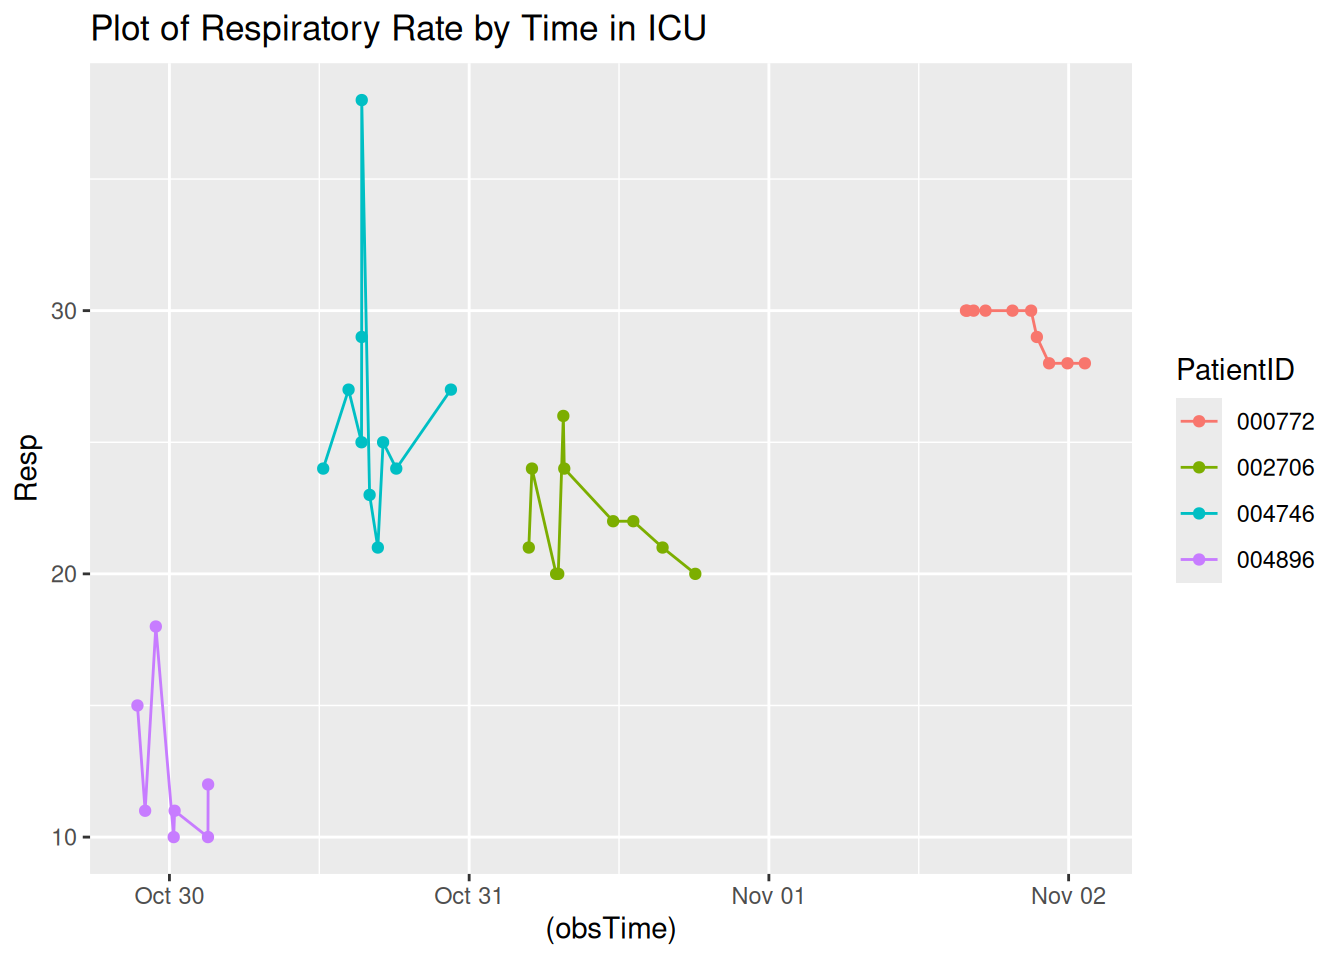 Plot of Respiratory Rate by Time in ICU
30
20
10
Resp
Oct 30
Oct 31
Nov 01
Nov 02
(obsTime)
PatientID
000772
002706
004746
004896